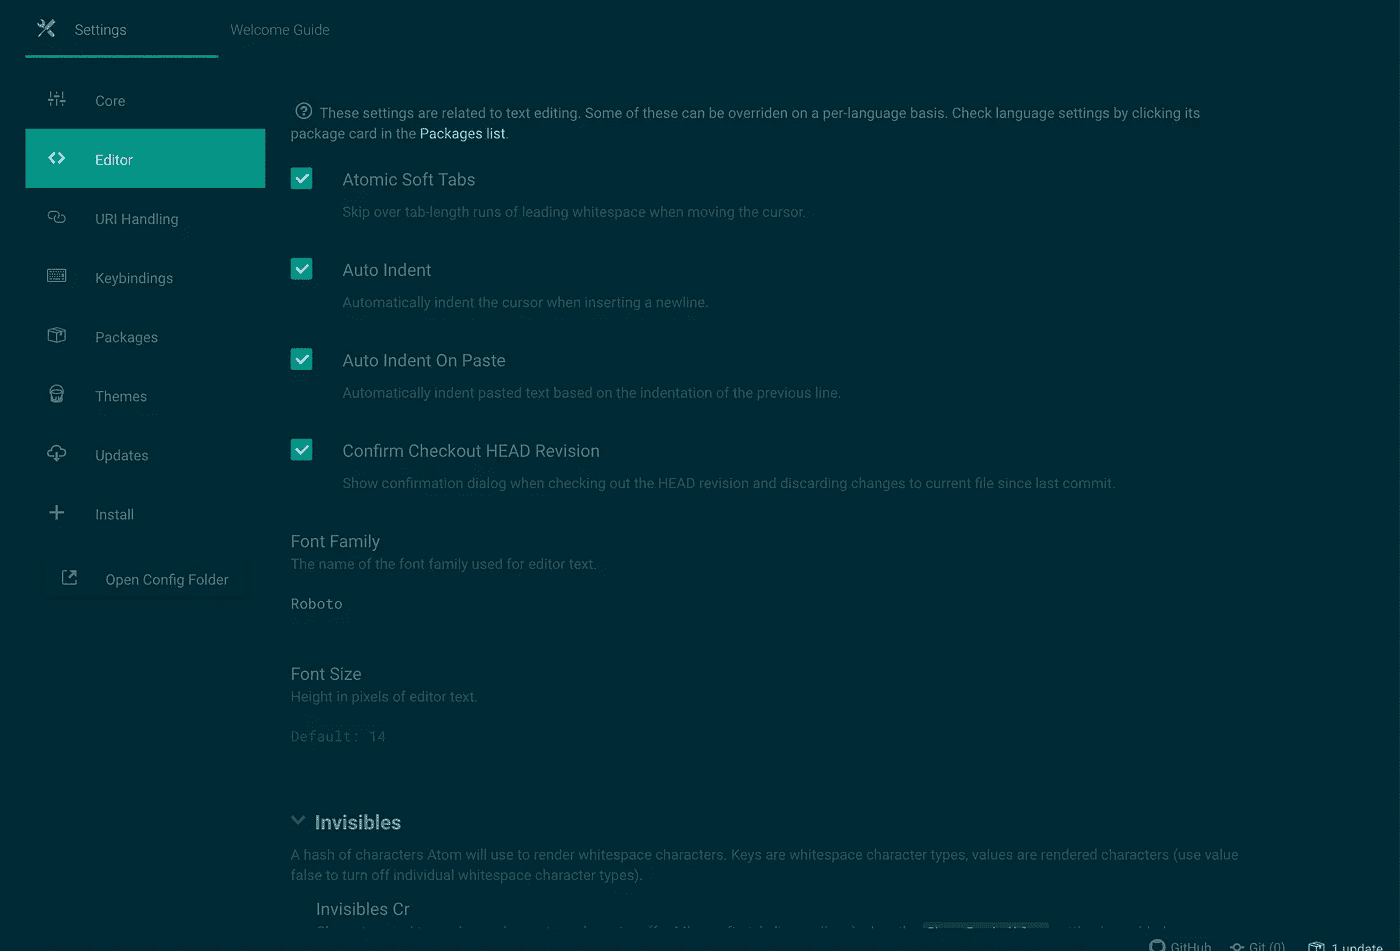 Settings
Welcome Guide
Core
Editor
URI Handling
Keybindings
Packages
Themes
Updates
Install
Open Config Folder
These settings are related to text editing. Some of these can be overriden on a per-language basis. Check language settings by clicking its
package card in the Packages list.
Atomic Soft Tabs
Skip over tab-length runs of leading whitespace when moving the cursor.
Auto Indent
Automatically indent the cursor when inserting a newline.
Auto Indent On Paste
Automatically indent pasted text based on the indentation of the previous line.
Confirm Checkout HEAD Revision
Show confirmation dialog when checking out the HEAD revision and discarding changes to current file since last commit.
Font Family
The name of the font family used for editor text.
Roboto
Font Size
Height in pixels of editor text.
Default: 14
Invisibles
A hash of characters Atom will use to render whitespace characters. Keys are whitespace character types, values are rendered characters (use value
false to turn off individual whitespace character types).
Invisibles Cr
GitHub
Git (0)
1 update